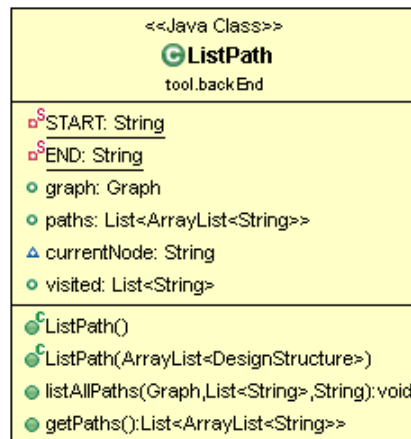 <<Java Class>>
ListPath
tool.backEnd
START: String
END: String
graph: Graph
paths: List<ArrayList<String>>
currentNode: String
visited: List<String>
ListPath()
ListPath(ArrayList<DesignStructure>)
listAllPaths(Graph,List<String>,String):void
getPaths():List<ArrayList<String>>